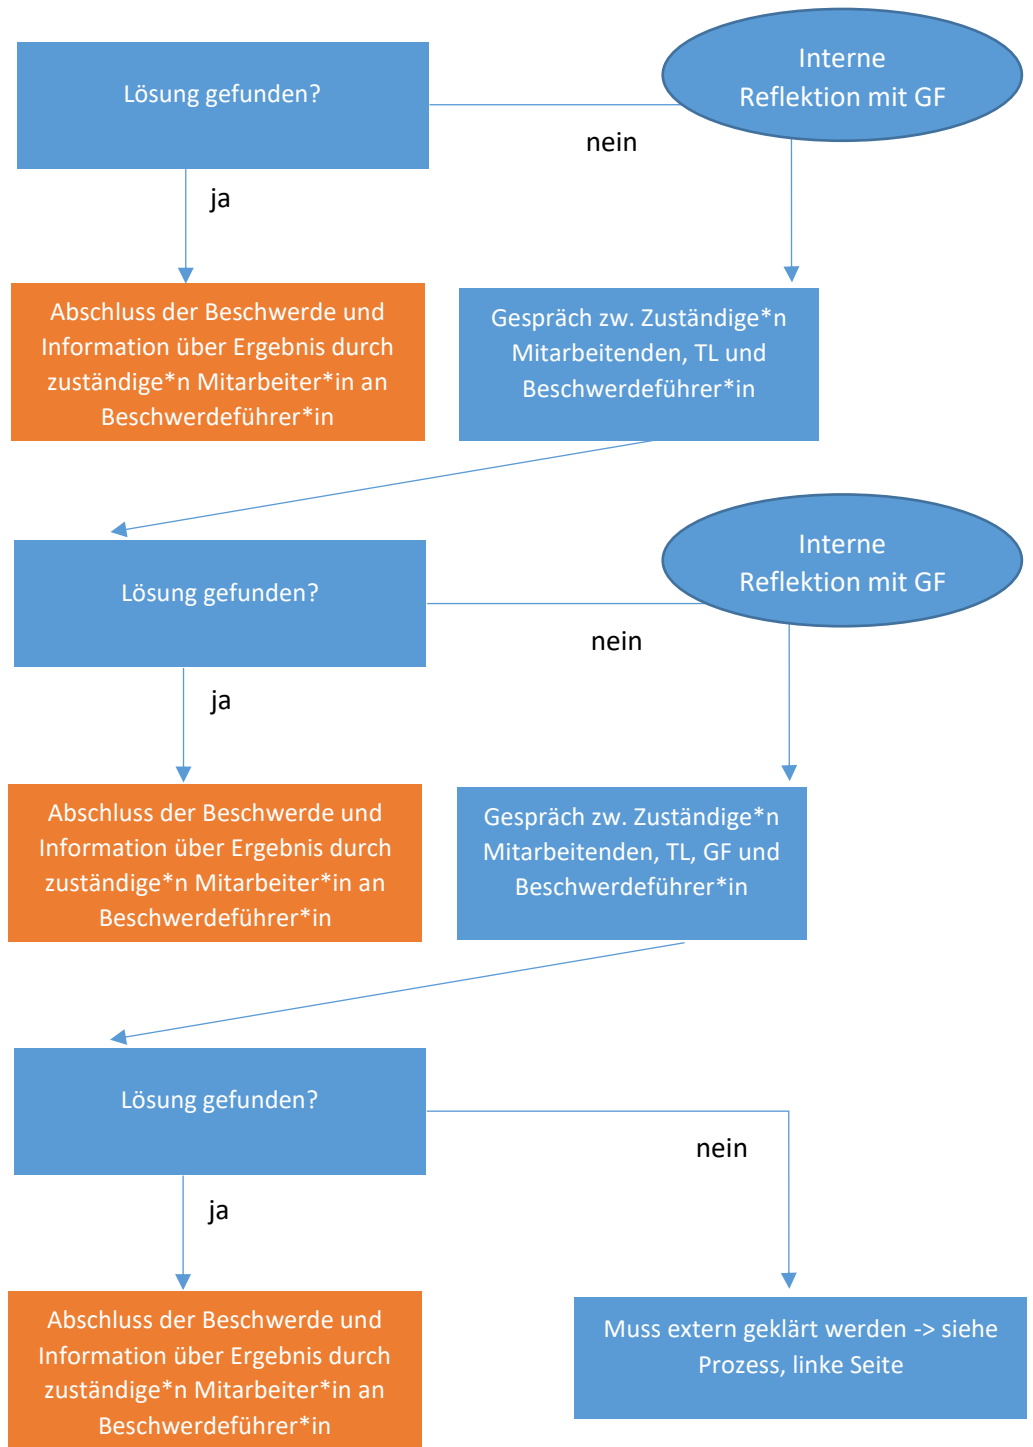 Lösung gefunden?
Interne
Reflektion mit GF
nein
ja
Abschluss der Beschwerde und
Information über Ergebnis durch
zuständige*n Mitarbeiter*in an
Beschwerdeführer*in
Gespräch zw. Zuständige*n
Mitarbeitenden, TL und
Beschwerdeführer*in
Lösung gefunden?
Interne
Reflektion mit GF
nein
ja
Abschluss der Beschwerde und
Information über Ergebnis durch
zuständige*n Mitarbeiter*in an
Beschwerdeführer*in
Gespräch zw. Zuständige*n
Mitarbeitenden, TL, GF und
Beschwerdeführer*in
Lösung gefunden?
nein
ja
Abschluss der Beschwerde und
Information über Ergebnis durch
zuständige*n Mitarbeiter*in an
Beschwerdeführer*in
Muss extern geklärt werden -> siehe
Prozess, linke Seite